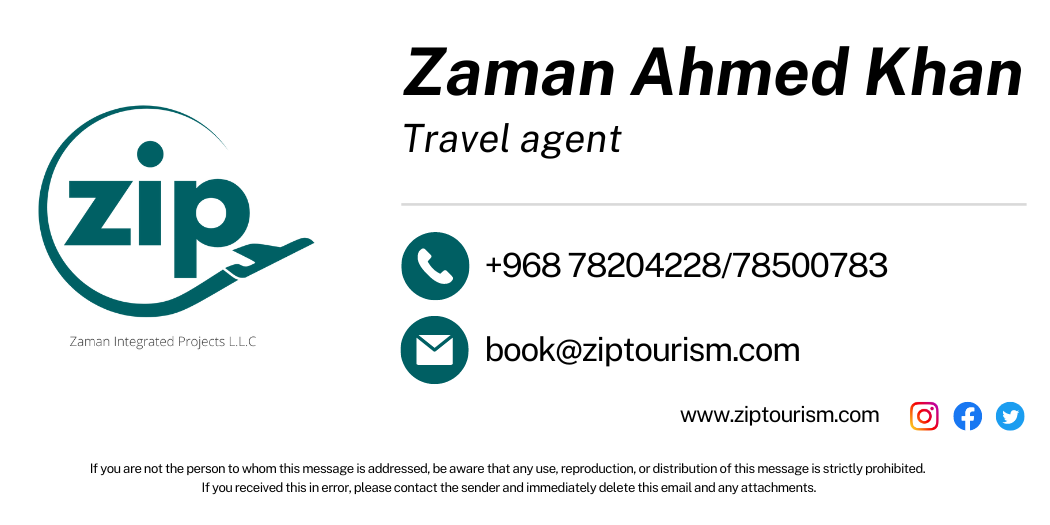 Zaman Ahmed Khan
Travel agent
zip
Zaman Integrated Projects L.L.C
+968 78204228/78500783
book@ziptourism.com
www.ziptourism.com
If you are not the person to whom this message is addressed, be aware that any use, reproduction, or distribution of this message is strictly prohibited.
If you received this in error, please contact the sender and immediately delete this email and any attachments.